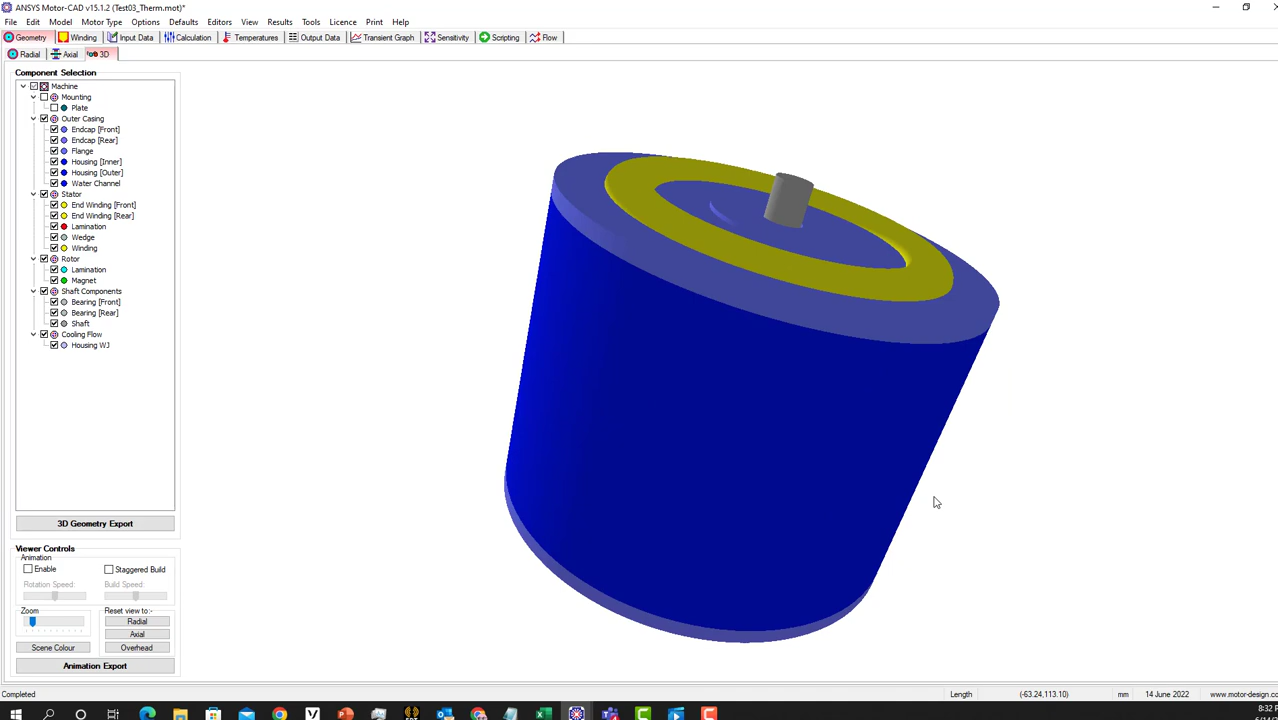 ANSYS Motor-CAD v15.1.2 (Test03_Therm.mot)*
File Edit Model Motor Type Options Defaults Editors View Results Tools Licence Print Help
Geometry Winding Input Data Calculation Temperatures Output Data Transient Graph Sensitivity Scripting Flow
Radial Axial 3D
Component Selection
Machine
Mounting
Plate
Outer Casing
Endcap [Front]
Endcap [Rear]
Flange
Housing [Inner]
Housing [Outer]
Water Channel
Stator
End Winding [Front]
End Winding [Rear]
Lamination
Wedge
Winding
Rotor
Lamination
Magnet
Shaft Components
Bearing [Front]
Bearing [Rear]
Shaft
Cooling Flow
Housing WJ
3D Geometry Export
Viewer Controls
Animation
Enable
Staggered Build
Rotation Speed:
Build Speed:
Zoom
Reset view to:-
Radial
Axial
Scene Colour
Overhead
Animation Export
Completed
Length
(-63.24,113.10)
mm
14 June 2022
www.motor-design.co
8:32